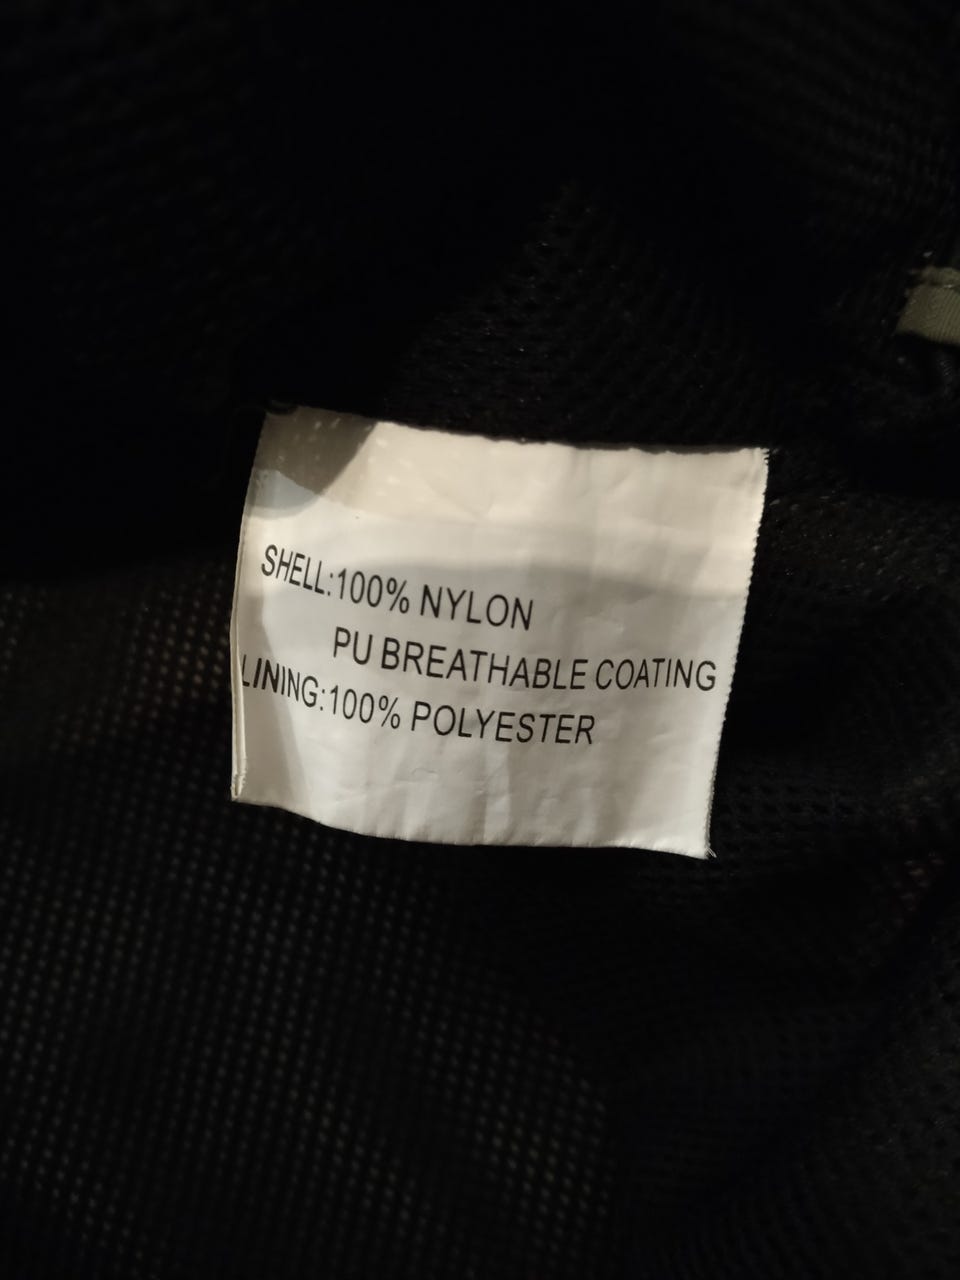 SHELL:100% NYLON
PU BREATHABLE COATING
LINING:100% POLYESTER